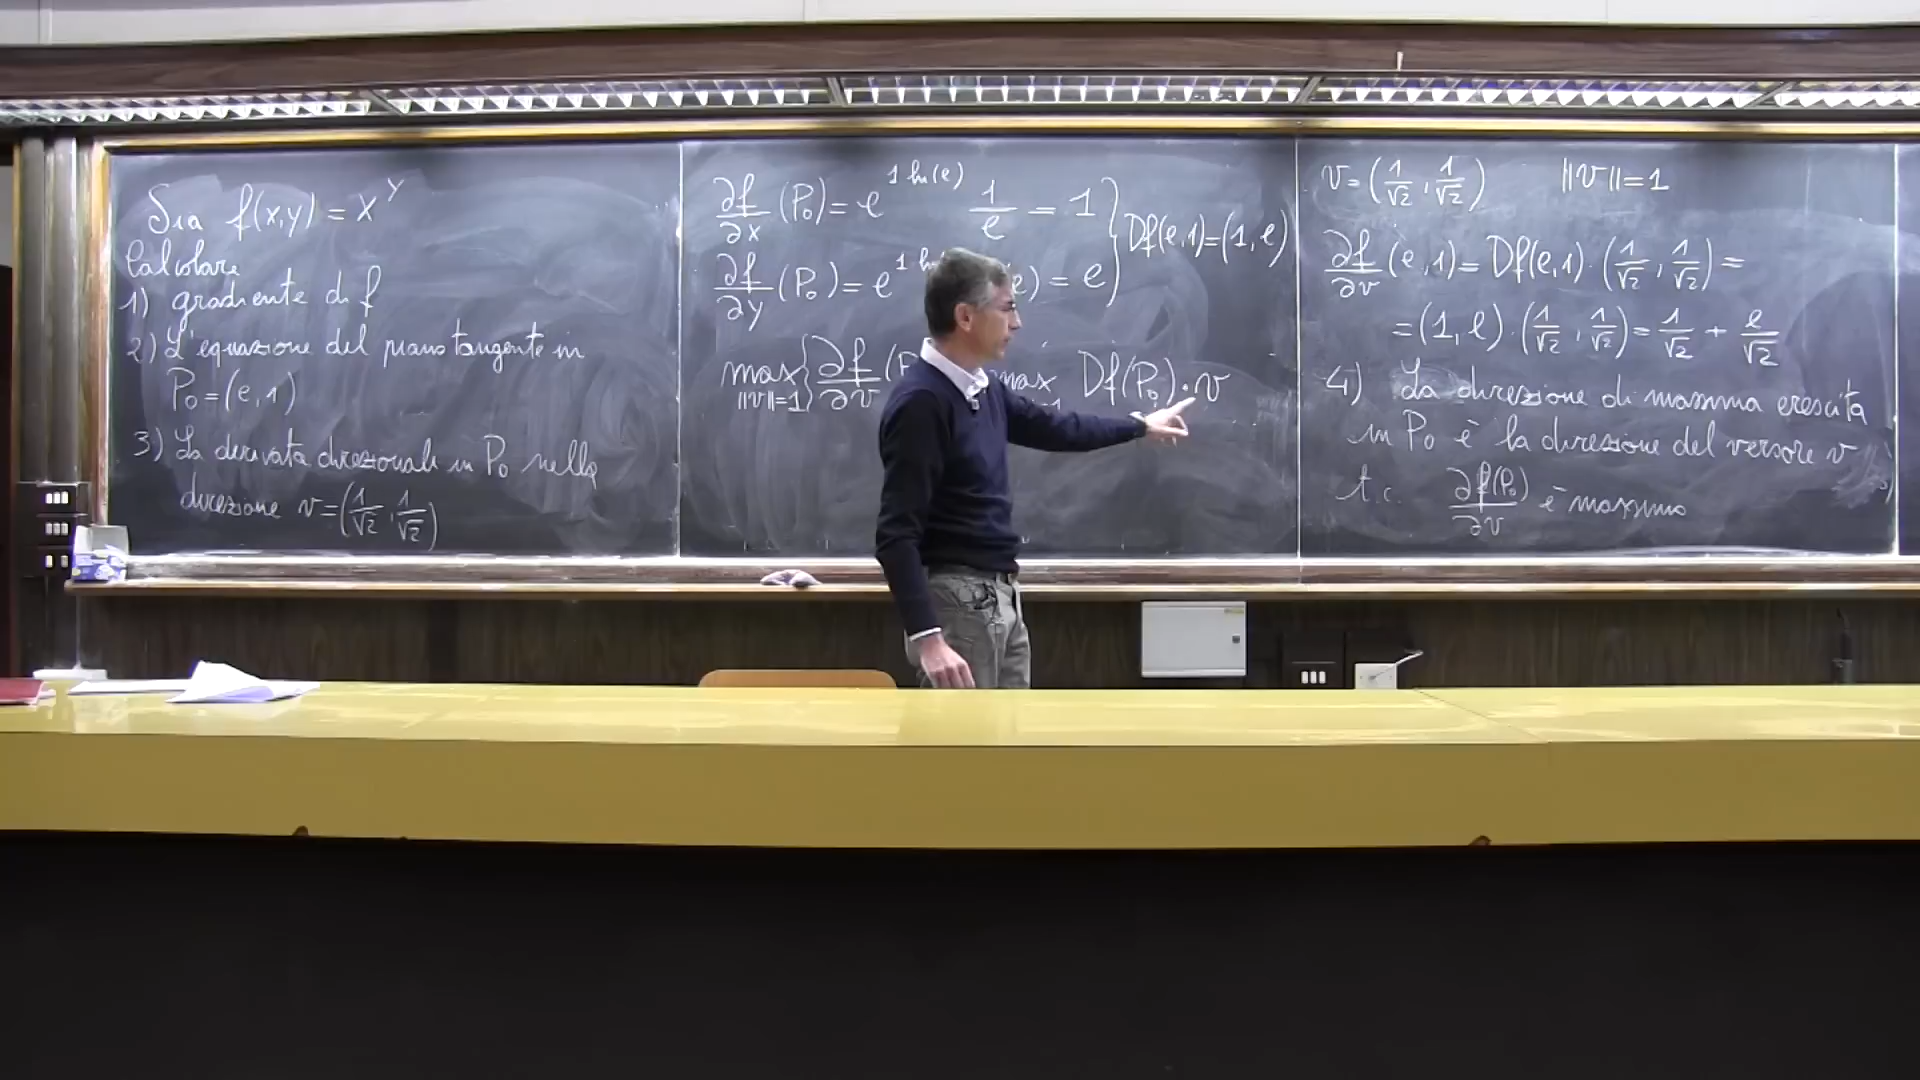 Sia f(x,y) = x^y
Calcolare
1) gradiente di f
2) L'equazione del piano tangente in
P₀=(e,1)
3) La derivata direzionale in P₀ nella
direzione v=(1/√2, 1/√2)
∂f/∂x (P₀)= e^{1 ln(e)} 1/e = 1 } Df(e,1)=(1,e)
∂f/∂y (P₀)= e^{1 e) = e
max ||v||=1 { ∂f/∂v (P max Df(P₀)·v
v=(1/√2, 1/√2) ||v||=1
∂f/∂v (e,1)= Df(e,1)·(1/√2, 1/√2)=
=(1,e)·(1/√2, 1/√2)= 1/√2 + e/√2
4) La direzione di massima crescita
in P₀ è la direzione del versore v
t.c. ∂f(P₀)/∂v è massimo